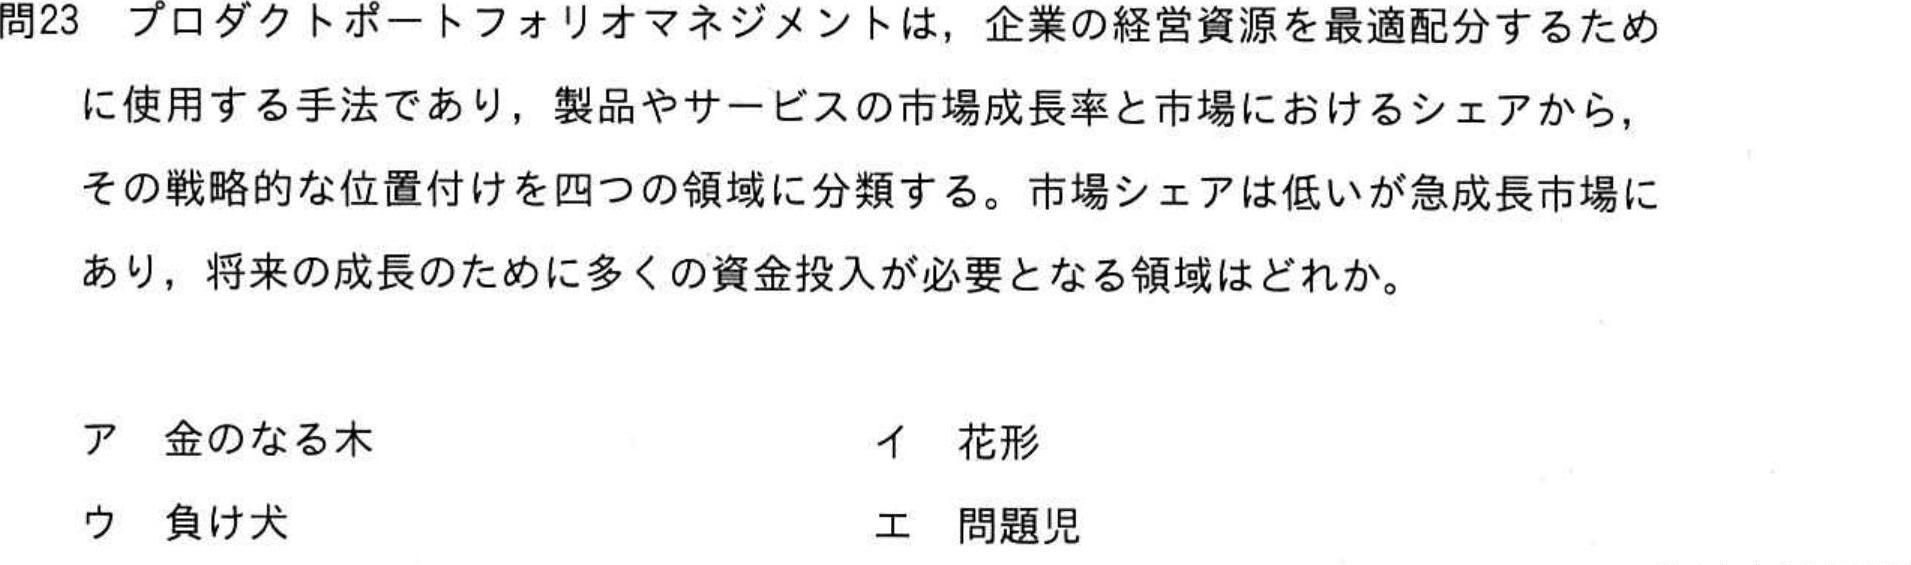 問23　プロダクトポートフォリオマネジメントは，企業の経営資源を最適配分するため
に使用する手法であり，製品やサービスの市場成長率と市場におけるシェアから，
その戦略的な位置付けを四つの領域に分類する。市場シェアは低いが急成長市場に
あり，将来の成長のために多くの資金投入が必要となる領域はどれか。
ア　金のなる木　イ　花形
ウ　負け犬　エ　問題児